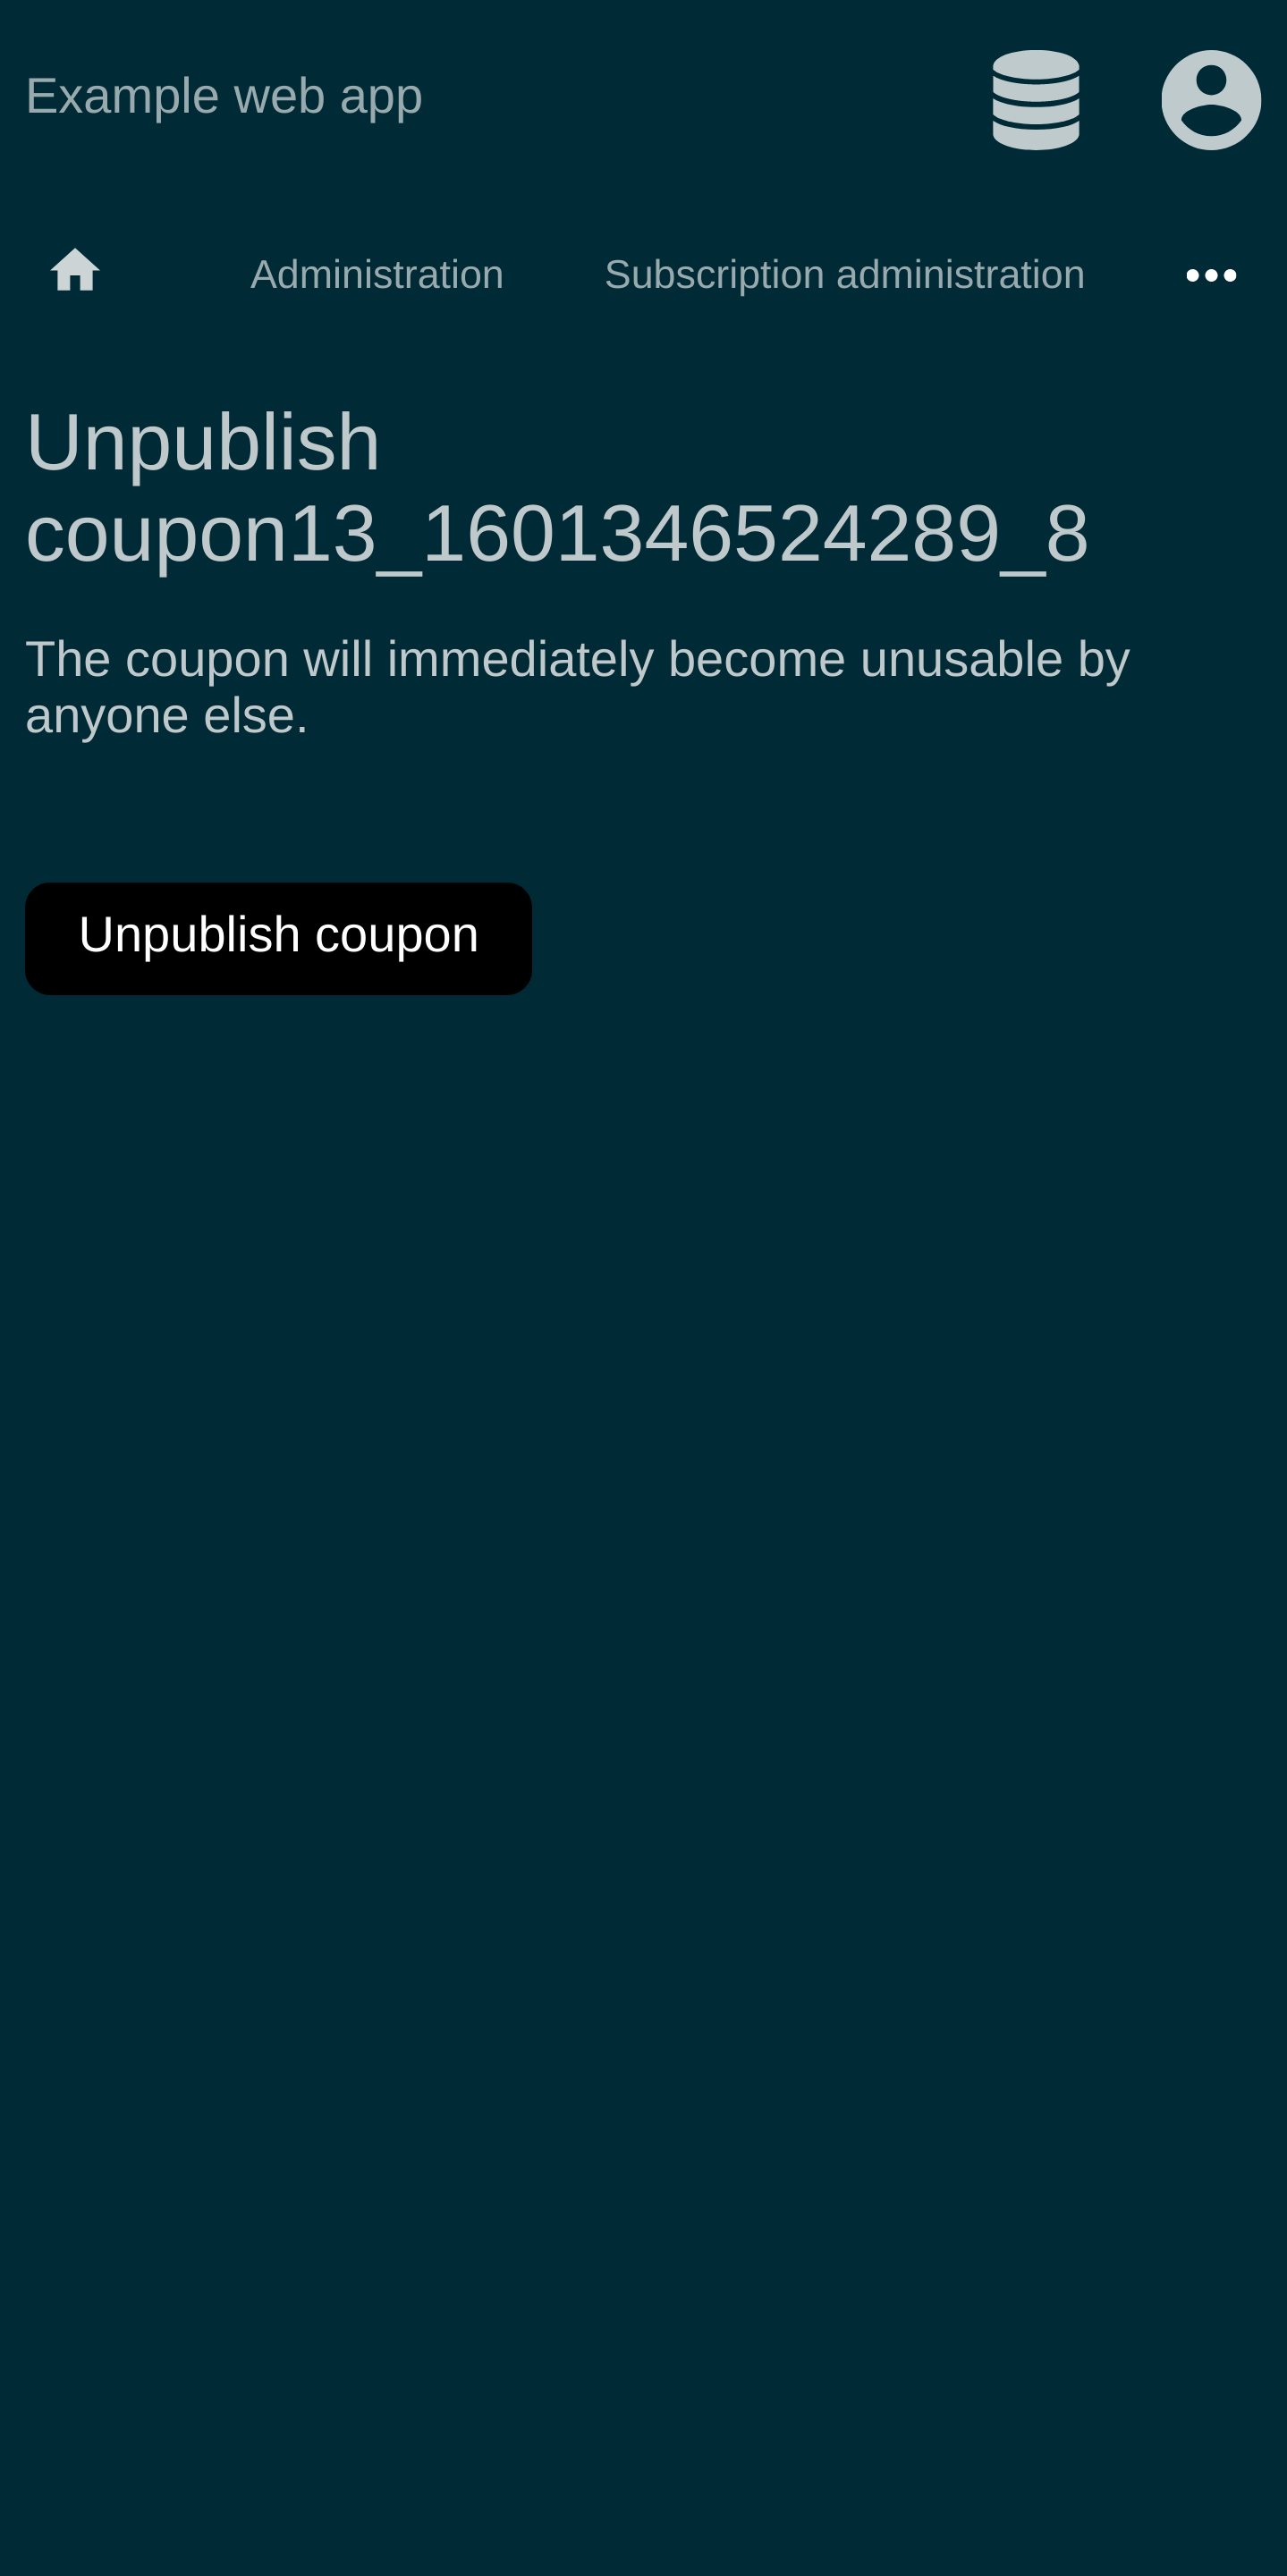 Example web app
Administration
Subscription administration
Unpublish
coupon13_1601346524289_8
The coupon will immediately become unusable by
anyone else.
Unpublish coupon